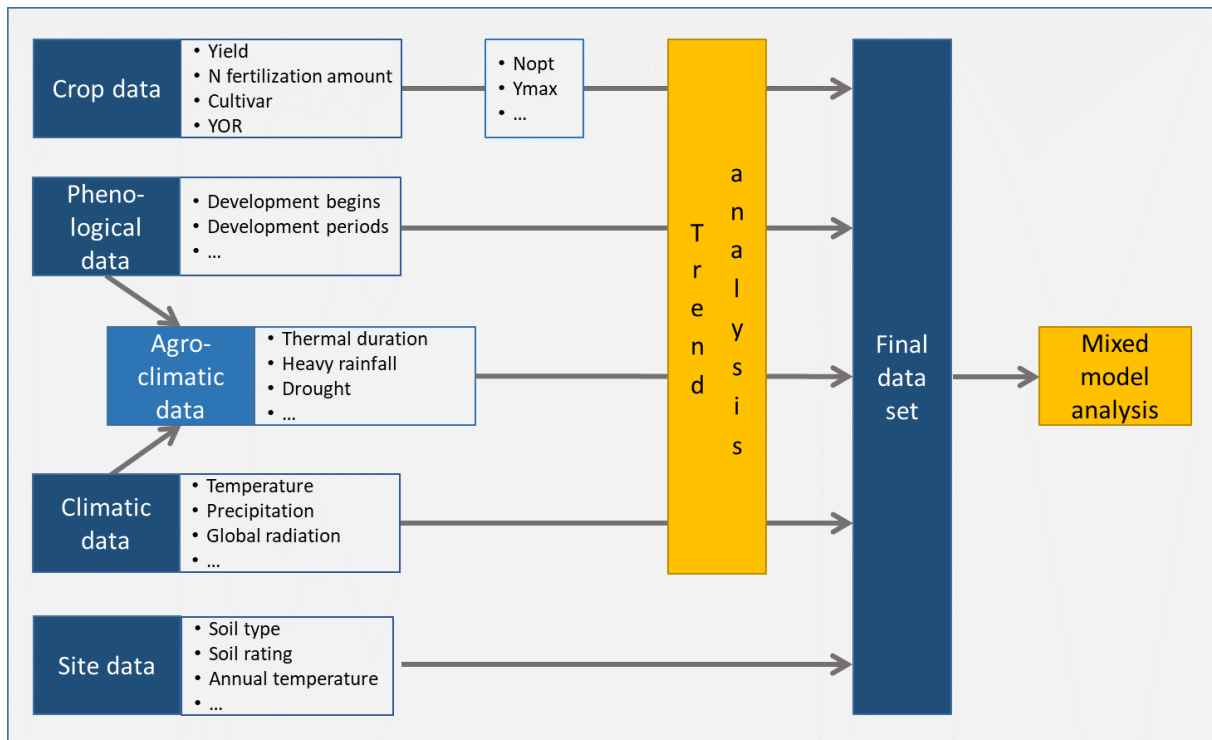 Crop data
• Yield
• N fertilization amount
• Cultivar
• YOR
• Nopt
• Ymax
• ...
Pheno-
logical
data
• Development begins
• Development periods
• ...
Agro-
climatic
data
• Thermal duration
• Heavy rainfall
• Drought
• ...
Climatic
data
• Temperature
• Precipitation
• Global radiation
• ...
Site data
• Soil type
• Soil rating
• Annual temperature
• ...
Trend
analysis
Final
data
set
Mixed
model
analysis